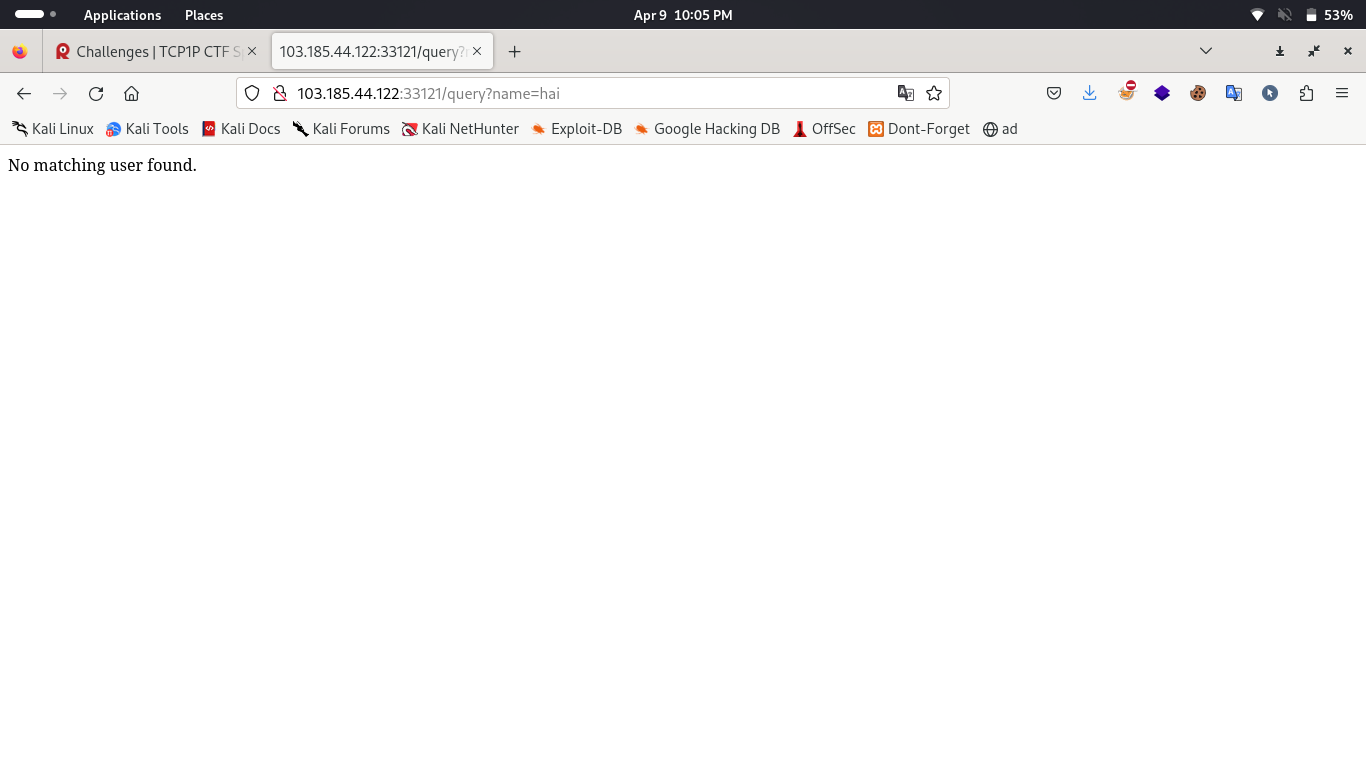 Applications Places Apr 9 10:05 PM 53%
Challenges | TCP1P CTF S 103.185.44.122:33121/query?
103.185.44.122:33121/query?name=hai
Kali Linux Kali Tools Kali Docs Kali Forums Kali NetHunter Exploit-DB Google Hacking DB OffSec Dont-Forget ad
No matching user found.